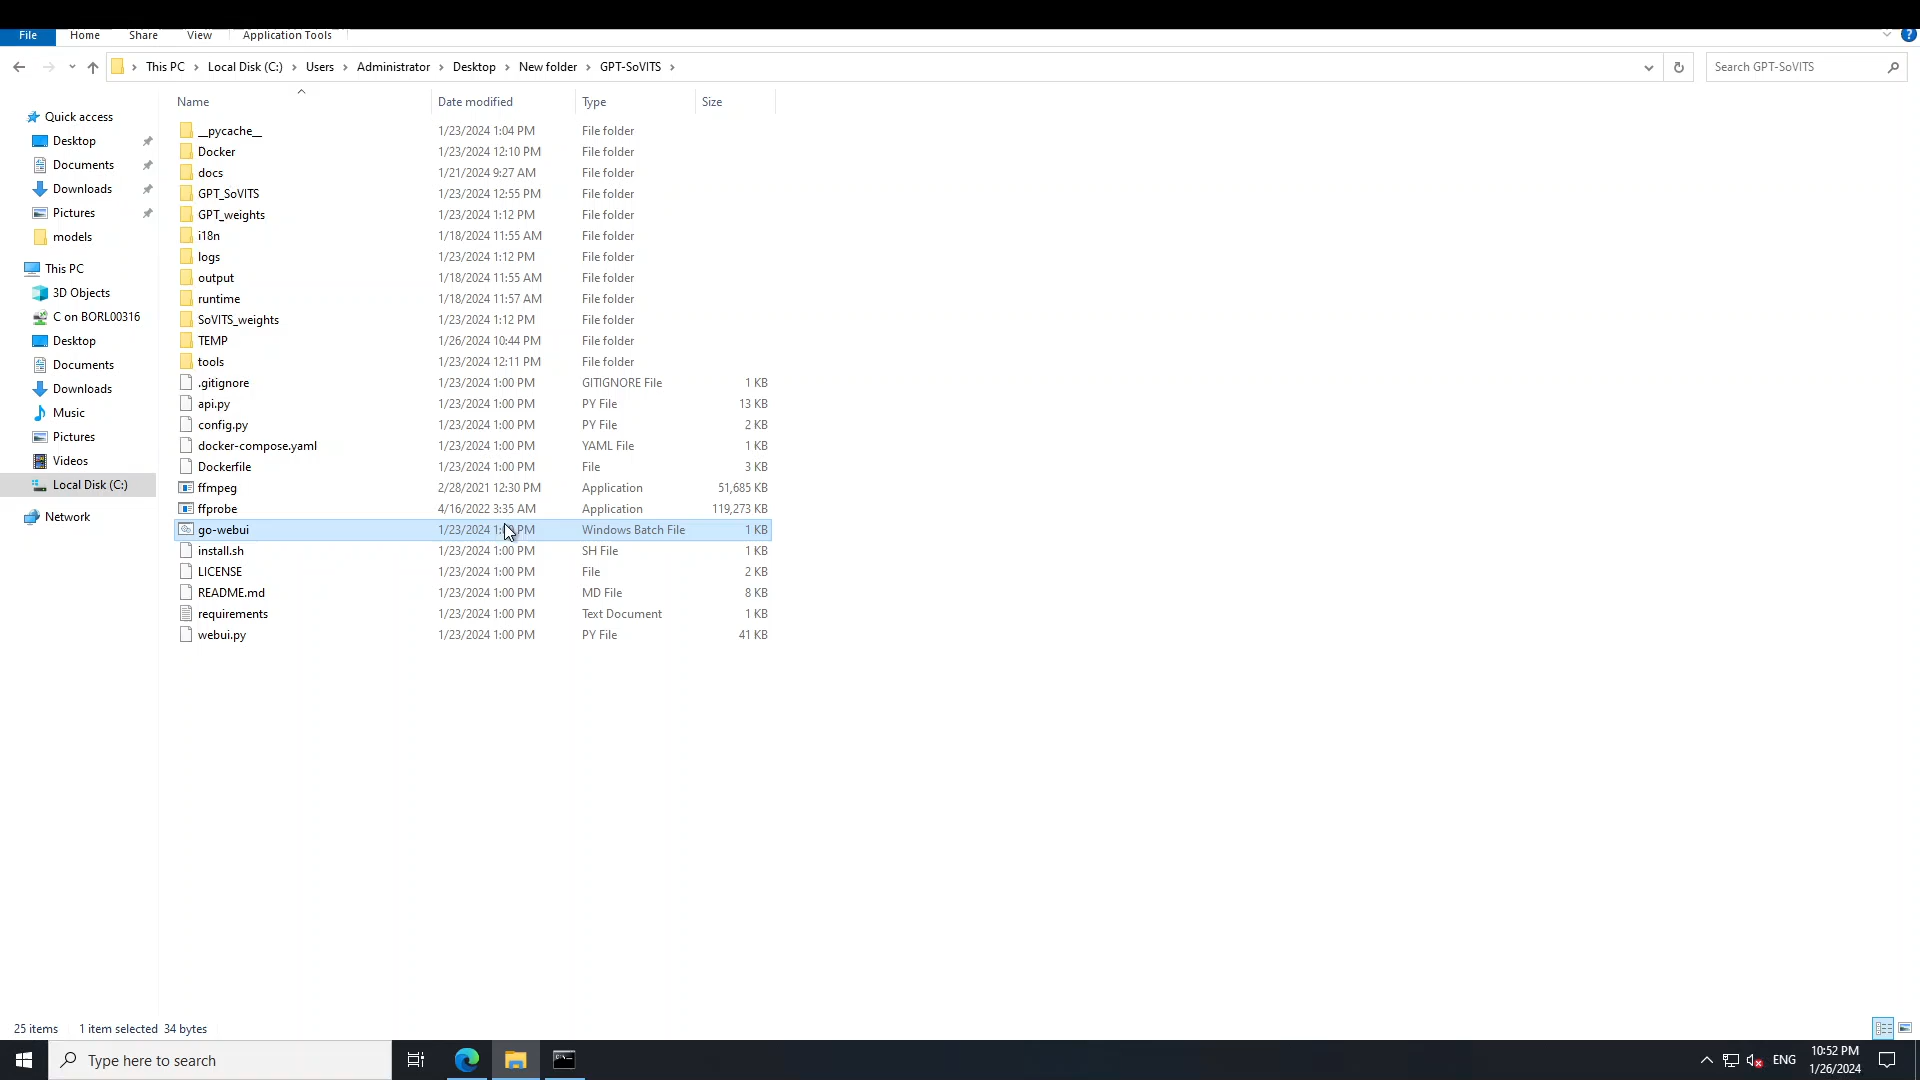 File Home Share View Application Tools
This PC Local Disk (C:) Users Administrator Desktop New folder GPT-SoVITS
Search GPT-SoVITS
Quick access
Desktop
Documents
Downloads
Pictures
models
This PC
3D Objects
C on BORL00316
Desktop
Documents
Downloads
Music
Pictures
Videos
Local Disk (C:)
Network
Name Date modified Type Size
__pycache__ 1/23/2024 1:04 PM File folder
Docker 1/23/2024 12:10 PM File folder
docs 1/21/2024 9:27 AM File folder
GPT_SoVITS 1/23/2024 12:55 PM File folder
GPT_weights 1/23/2024 1:12 PM File folder
i18n 1/18/2024 11:55 AM File folder
logs 1/23/2024 1:12 PM File folder
output 1/18/2024 11:55 AM File folder
runtime 1/18/2024 11:57 AM File folder
SoVITS_weights 1/23/2024 1:12 PM File folder
TEMP 1/26/2024 10:44 PM File folder
tools 1/23/2024 12:11 PM File folder
.gitignore 1/23/2024 1:00 PM GITIGNORE File 1 KB
api.py 1/23/2024 1:00 PM PY File 13 KB
config.py 1/23/2024 1:00 PM PY File 2 KB
docker-compose.yaml 1/23/2024 1:00 PM YAML File 1 KB
Dockerfile 1/23/2024 1:00 PM File 3 KB
ffmpeg 2/28/2021 12:30 PM Application 51,685 KB
ffprobe 4/16/2022 3:35 AM Application 119,273 KB
go-webui 1/23/2024 PM Windows Batch File 1 KB
install.sh 1/23/2024 1:00 PM SH File 1 KB
LICENSE 1/23/2024 1:00 PM File 2 KB
README.md 1/23/2024 1:00 PM MD File 8 KB
requirements 1/23/2024 1:00 PM Text Document 1 KB
webui.py 1/23/2024 1:00 PM PY File 41 KB
25 items 1 item selected 34 bytes
Type here to search
ENG
10:52 PM
1/26/2024